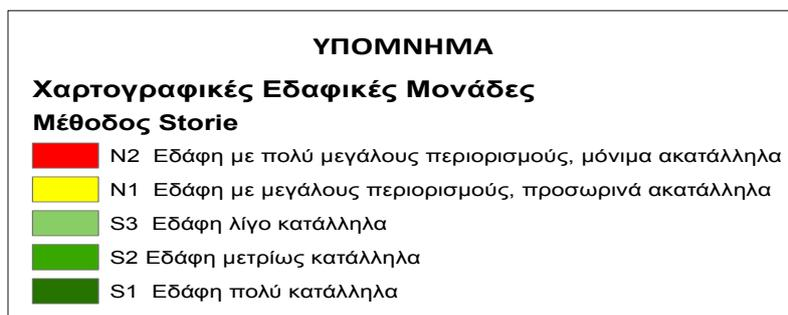 ΥΠΟΜΝΗΜΑ
Χαρτογραφικές Εδαφικές Μονάδες
Μέθοδος Storie
N2 Εδάφη με πολύ μεγάλους περιορισμούς, μόνιμα ακατάλληλα
N1 Εδάφη με μεγάλους περιορισμούς, προσωρινά ακατάλληλα
S3 Εδάφη λίγο κατάλληλα
S2 Εδάφη μετρίως κατάλληλα
S1 Εδάφη πολύ κατάλληλα